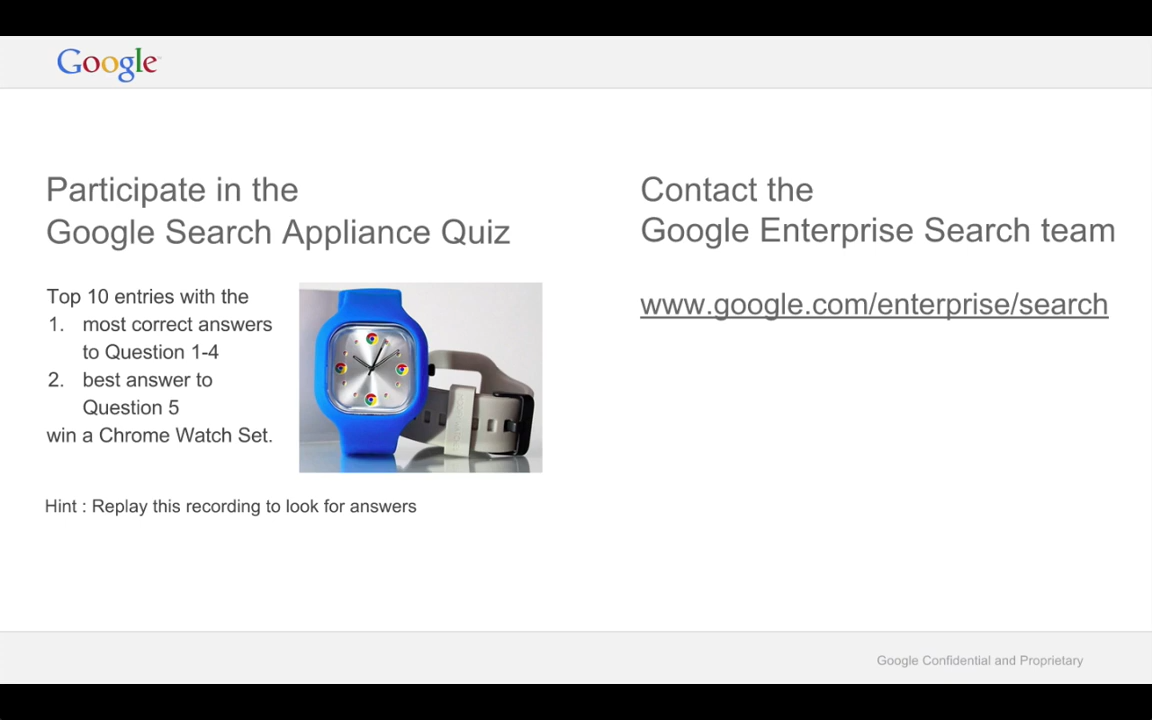 Google
Participate in the
Google Search Appliance Quiz
Top 10 entries with the
1. most correct answers
to Question 1-4
2. best answer to
Question 5
win a Chrome Watch Set.
Hint : Replay this recording to look for answers
Contact the
Google Enterprise Search team
www.google.com/enterprise/search
Google Confidential and Proprietary